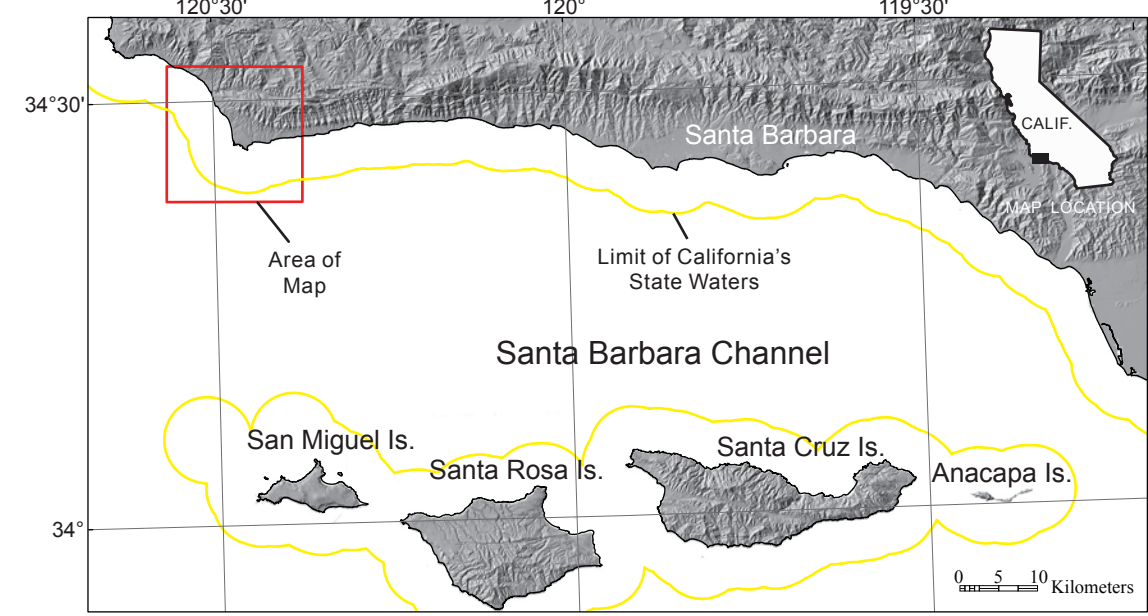 120°30'
120°
119°30'
34°30'
Santa Barbara
CALIF.
MAP LOCATION
Area of
Map
Limit of California's
State Waters
Santa Barbara Channel
San Miguel Is.
Santa Rosa Is.
Santa Cruz Is.
Anacapa Is.
34°
0 5 10 Kilometers